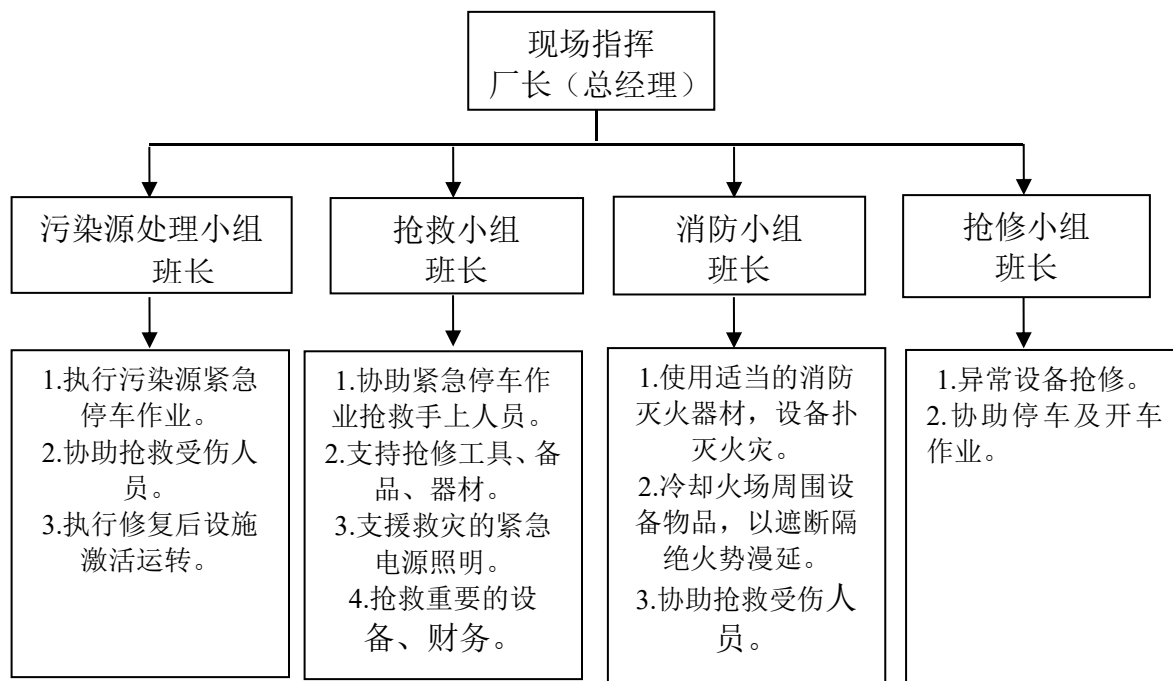 现场指挥
厂长（总经理）
污染源处理小组
班长
抢救小组
班长
消防小组
班长
抢修小组
班长
1.执行污染源紧急
停车作业。
2.协助抢救受伤人
员。
3.执行修复后设施
激活运转。
1.协助紧急停车作
业抢救手上人员。
2.支持抢修工具、备
品、器材。
3.支援救灾的紧急
电源照明。
4.抢救重要的设
备、财务。
1.使用适当的消防
灭火器材，设备扑
灭火灾。
2.冷却火场周围设
备物品，以遮断隔
绝火势漫延。
3.协助抢救受伤人
员。
1.异常设备抢修。
2.协助停车及开车
作业。